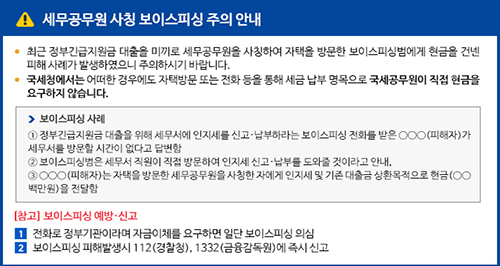 세무공무원 사칭 보이스피싱 주의 안내
• 최근 정부긴급지원금 대출을 미끼로 세무공무원을 사칭하여 자택을 방문한 보이스피싱범에게 현금을 건넨
피해 사례가 발생하였으니 주의하시기 바랍니다.
• 국세청에서는 어떠한 경우에도 자택방문 또는 전화 등을 통해 세금 납부 명목으로 국세공무원이 직접 현금을
요구하지 않습니다.
> 보이스피싱 사례
① 정부긴급지원금 대출을 위해 세무서에 인지세를 신고·납부하라는 보이스피싱 전화를 받은 ○○○(피해자)가
세무서를 방문할 시간이 없다고 답변함
② 보이스피싱범은 세무서 직원이 직접 방문하여 인지세 신고·납부를 도와줄 것이라고 안내,
③ ○○○(피해자)는 자택을 방문한 세무공무원을 사칭한 자에게 인지세 및 기존 대출금 상환목적으로 현금(○○
백만원)을 전달함
[참고] 보이스피싱 예방·신고
1 전화로 정부기관이라며 자금이체를 요구하면 일단 보이스피싱 의심
2 보이스피싱 피해발생시 112(경찰청), 1332(금융감독원)에 즉시 신고